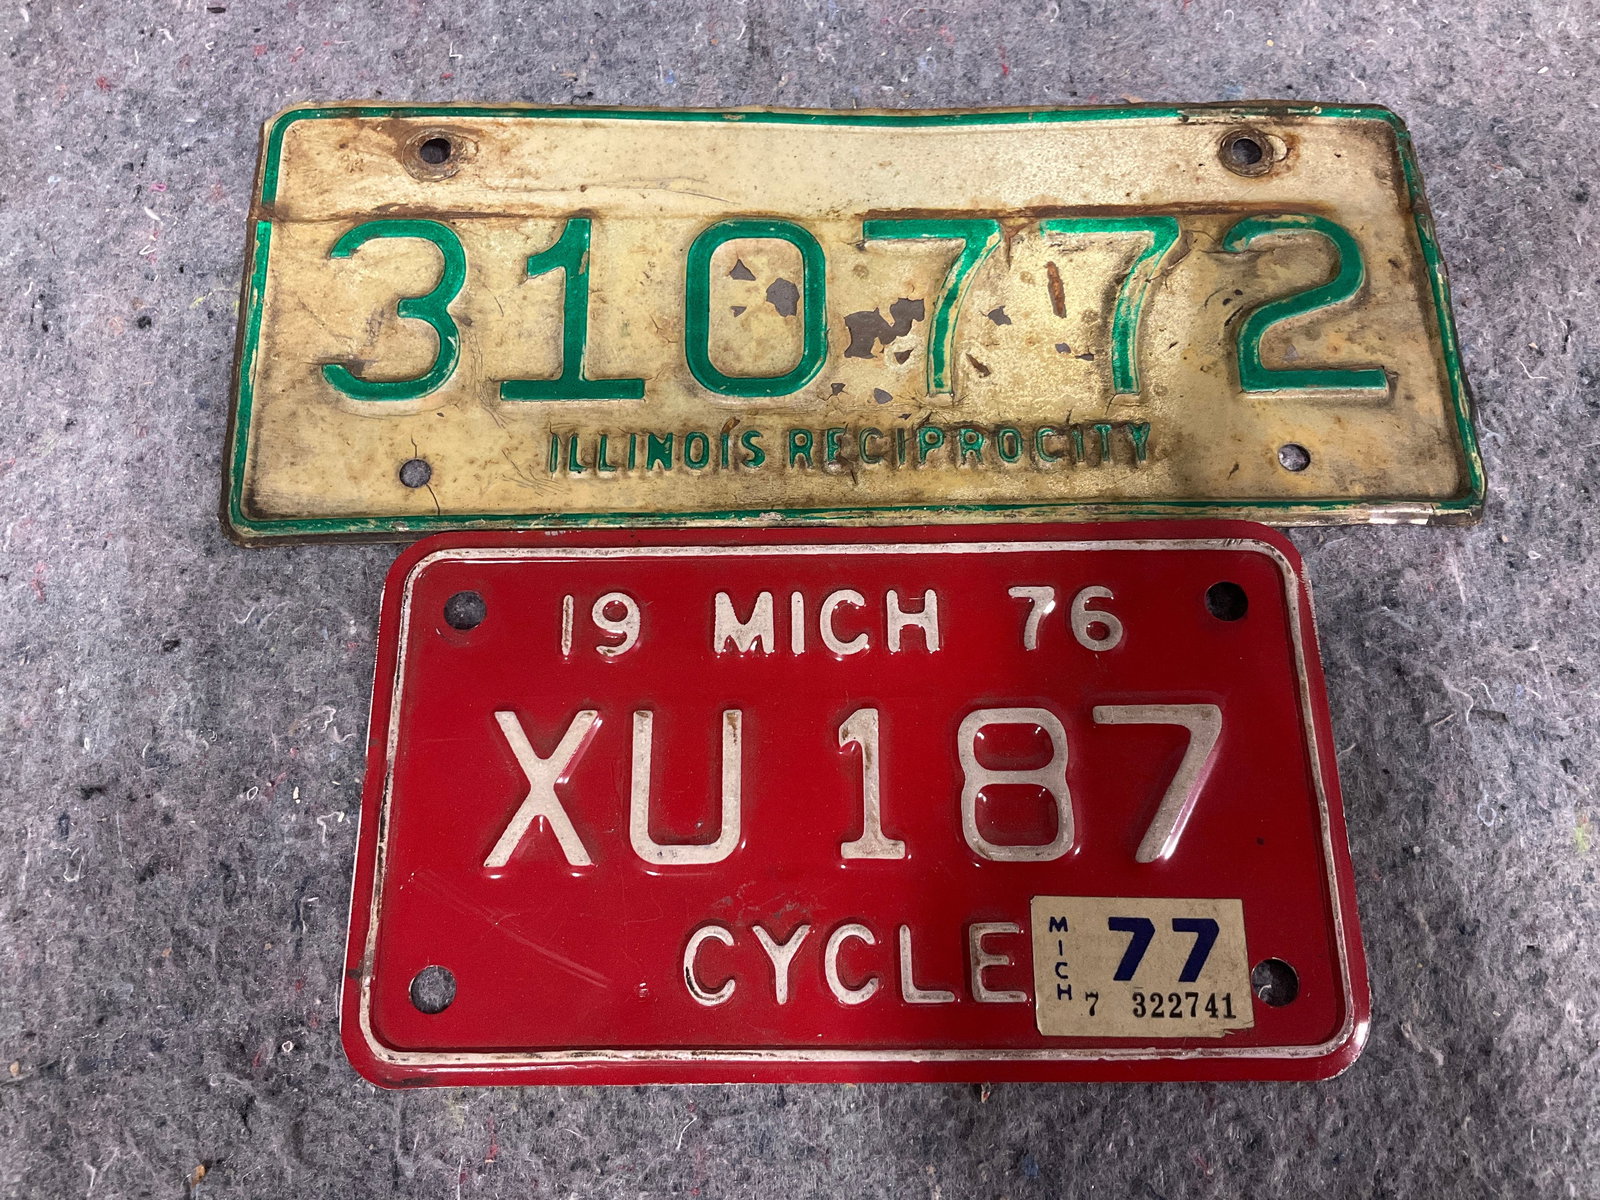 310772
ILLINOIS RECIPROCITY
19 MICH 76
XU 187
CYCLE
MICH 77
7 322741